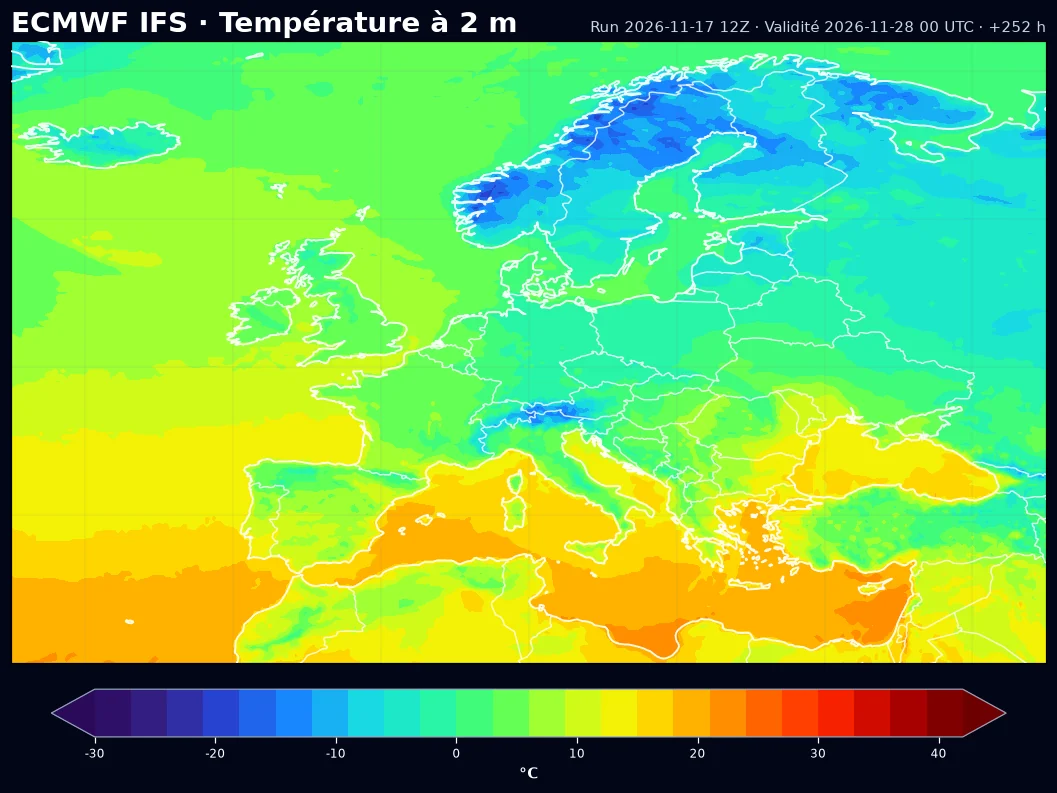 ECMWF IFS · Température à 2 m
Run 2026-11-17 12Z · Validité 2026-11-28 00 UTC · +252 h
-30 -20 -10 0 10 20 30 40
°C